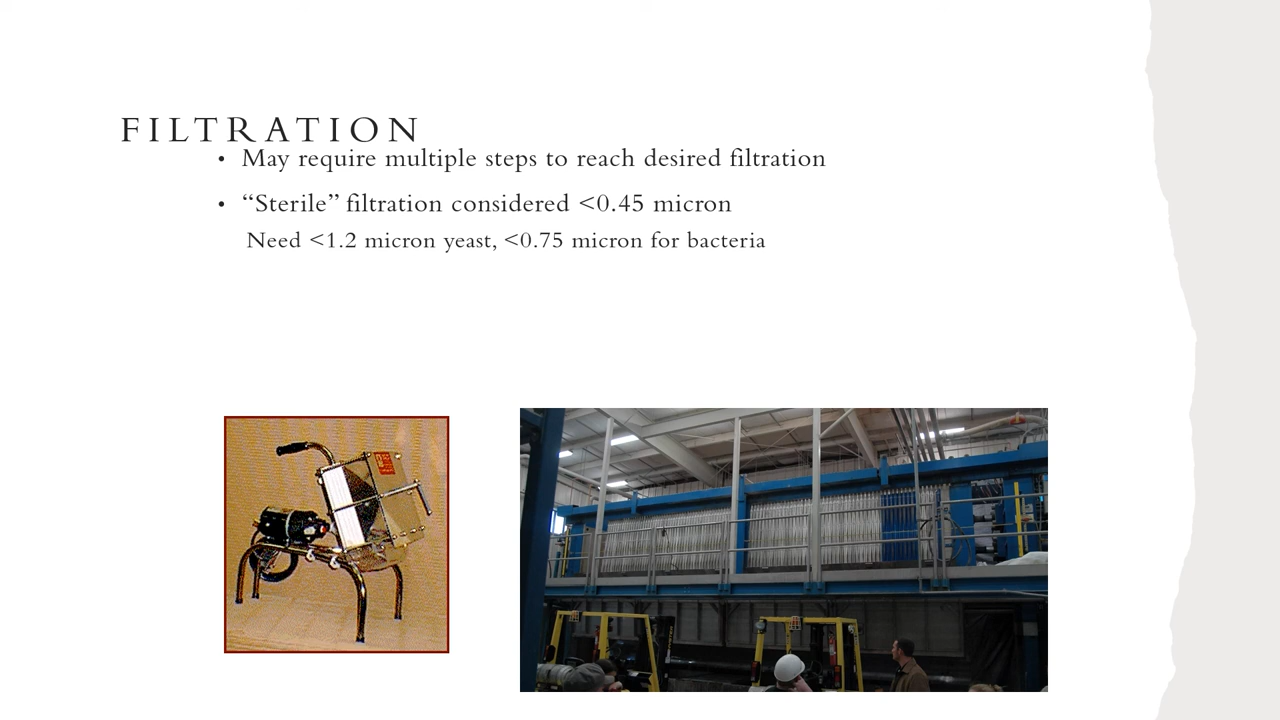 FILTRATION
• May require multiple steps to reach desired filtration
• “Sterile” filtration considered <0.45 micron
Need <1.2 micron yeast, <0.75 micron for bacteria